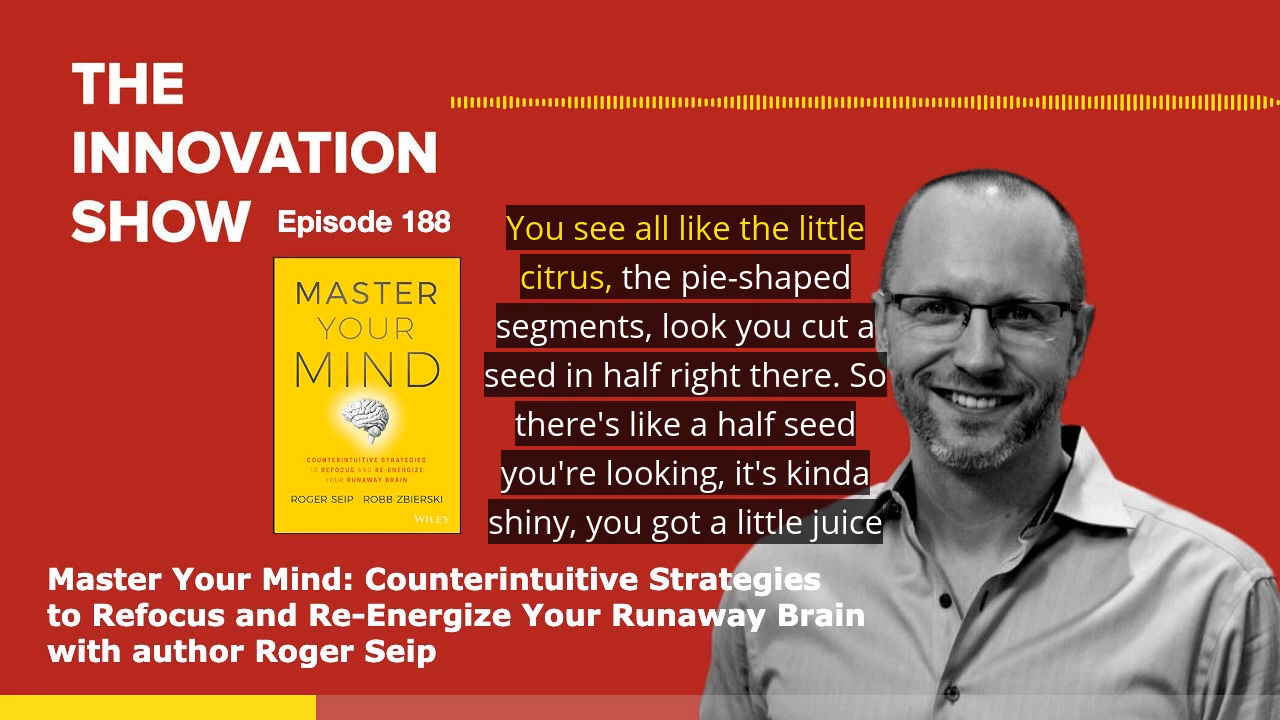 THE
INNOVATION
SHOW
Episode 188
You see all like the little
citrus, the pie-shaped
segments, look you cut a
seed in half right there. So
there's like a half seed
you're looking, it's kinda
shiny, you got a little juice
MASTER
YOUR
MIND
COUNTERINTUITIVE STRATEGIES
TO REFOCUS AND RE-ENERGIZE
YOUR RUNAWAY BRAIN
ROGER SEIP ROBB ZBIERSKI
WILEY
Master Your Mind: Counterintuitive Strategies
to Refocus and Re-Energize Your Runaway Brain
with author Roger Seip